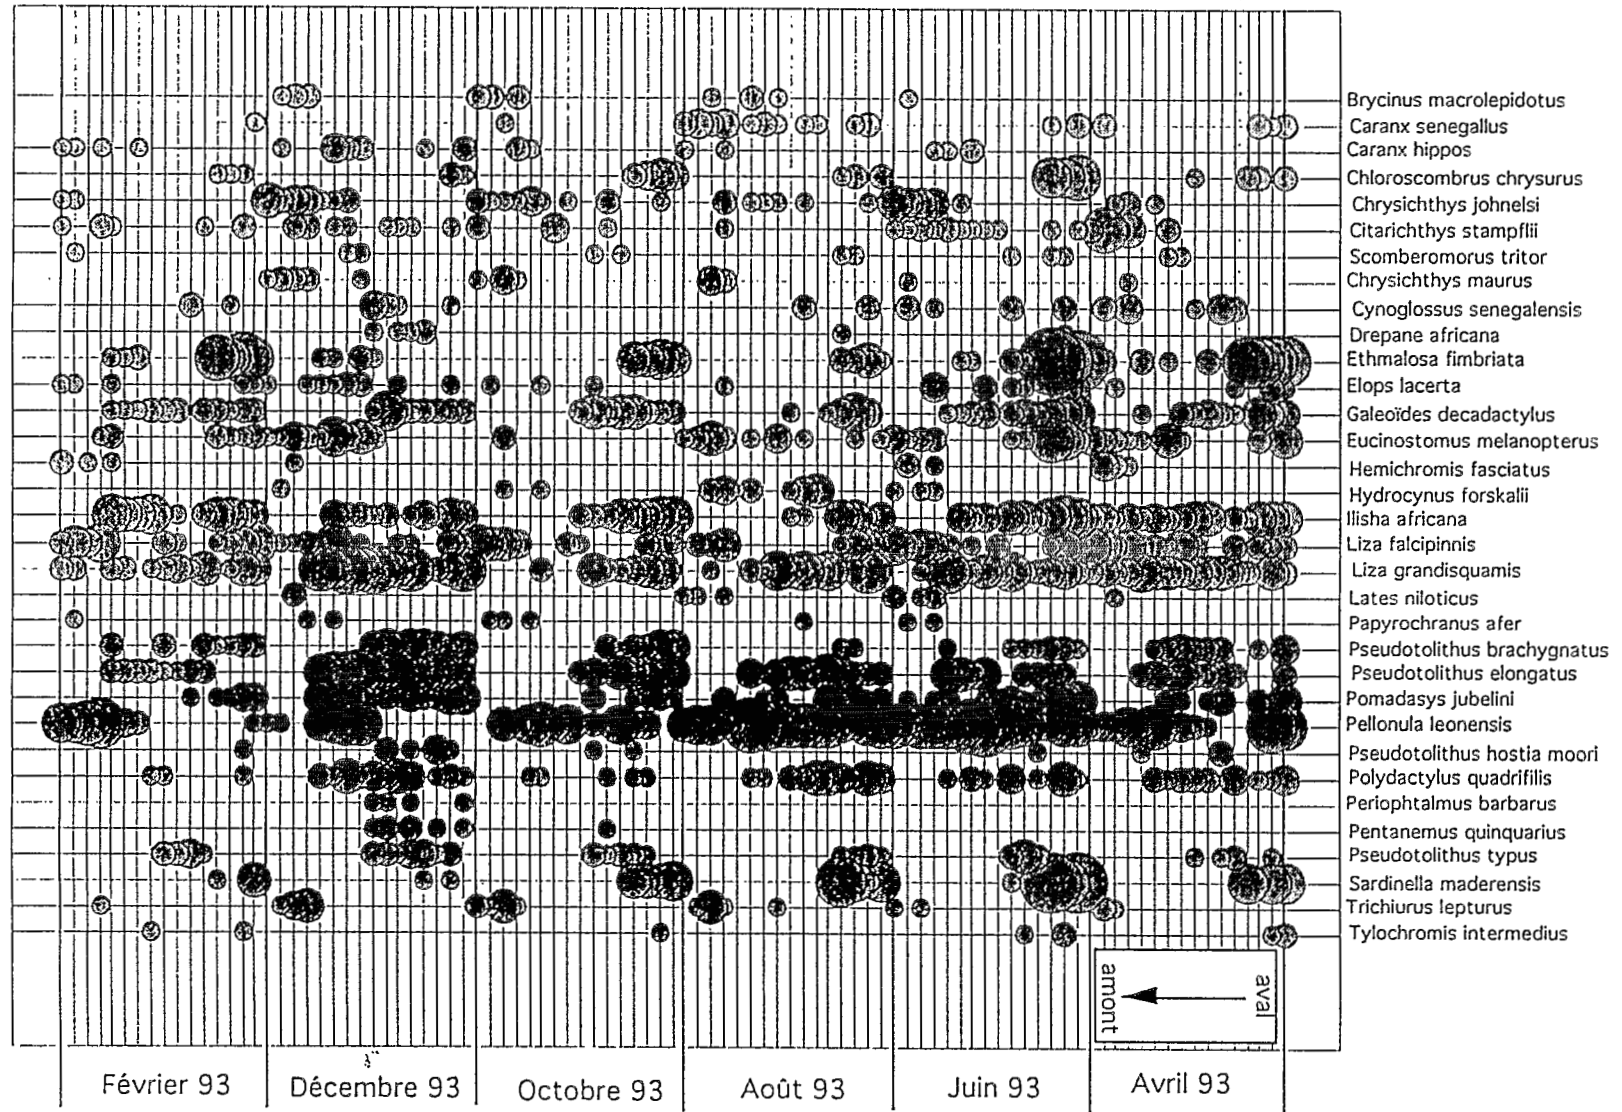 Brycinus macrolepidotus
Caranx senegallus
Caranx hippos
Chloroscombrus chrysurus
Chrysichthy johnelsi
Citarichthys stampflii
Scomberomorus tritor
Chrysichthy maurus
Cynoglossus senegalensis
Drepane africana
Ethmalosa fimbriata
Elops lacerta
Galeoïdes decadactylus
Eucinostomus melanopterus
Hemichromis fasciatus
Hydrocynus forskalii
Ilisha africana
Liza falcipinnis
Liza grandisquamis
Lates niloticus
Papyrochranus afer
Pseudotolithus brachygnatus
Pseudotolithus elongatus
Pomadasys jubelini
Pellonula leonensis
Pseudotolithus hostia moori
Polydactylus quadrifilis
Periophtalmus barbarus
Pentanemus quinquarius
Pseudotolithus typus
Sardinella maderensis
Trichiurus lepturus
Tylochromis intermedius
amont
aval
Février 93
Décembre 93
Octobre 93
Août 93
Juin 93
Avril 93